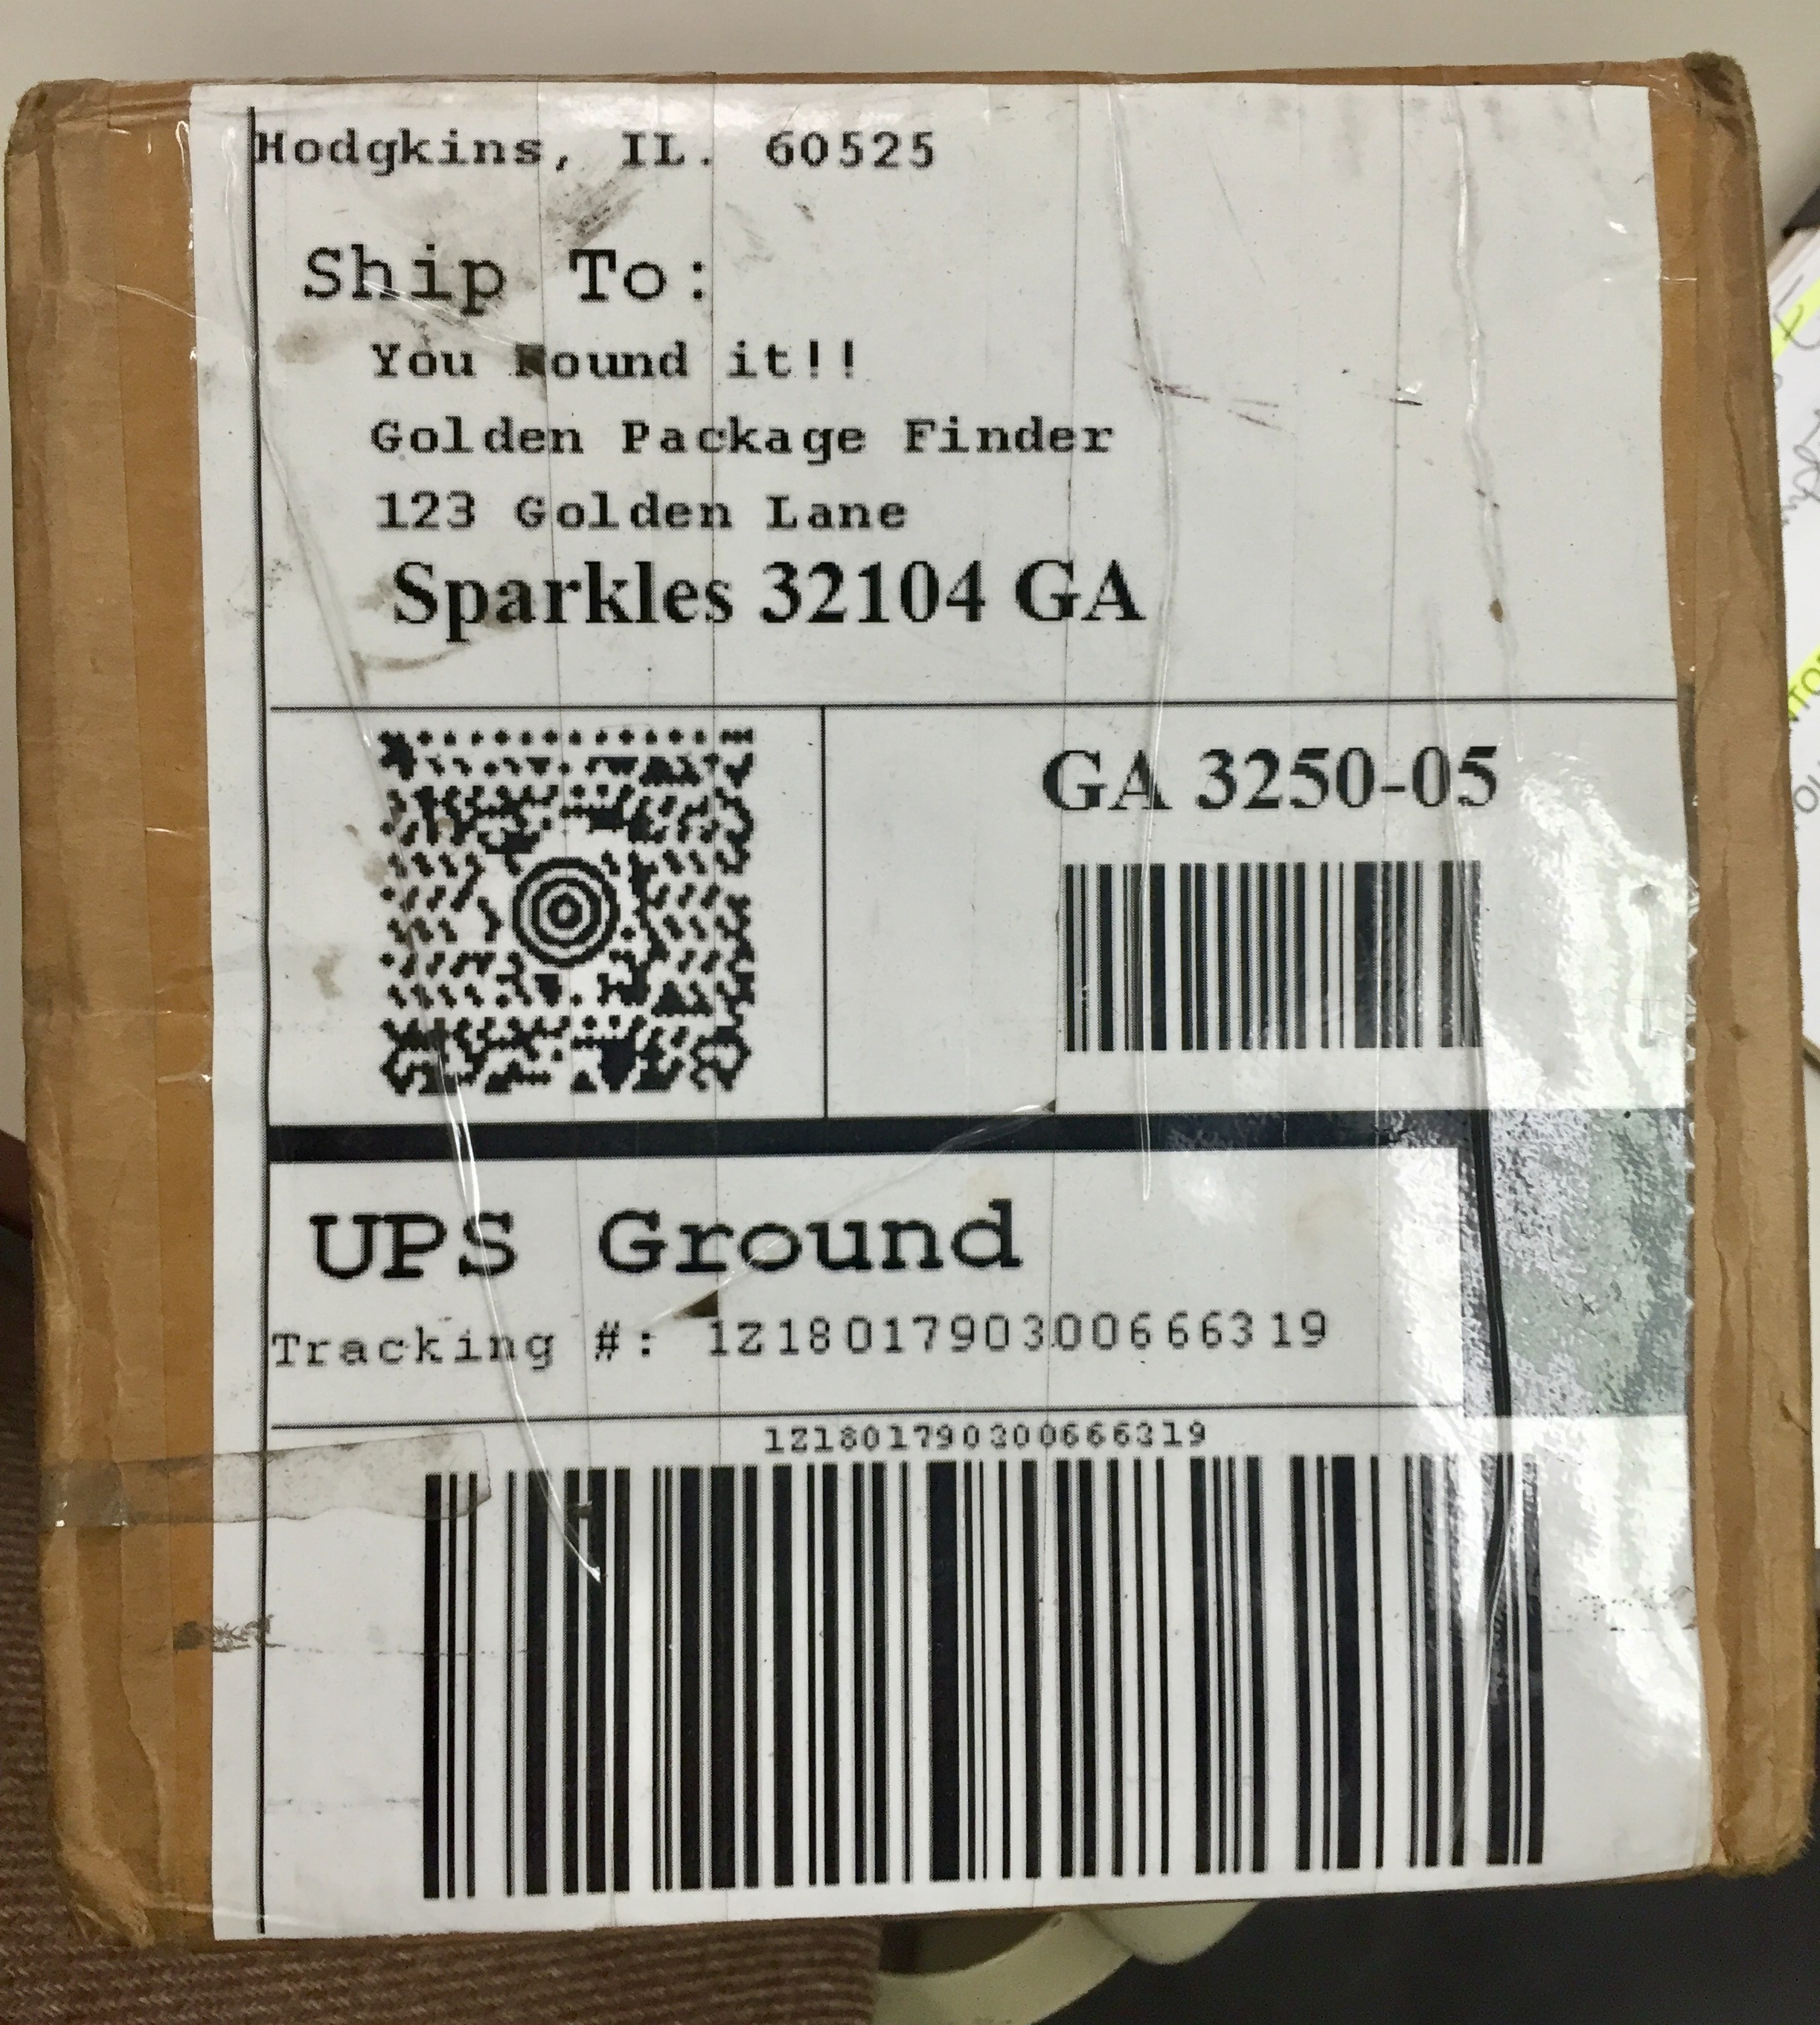 Hodgkins, IL. 60525
Ship To:
You Found it!!
Golden Package Finder
123 Golden Lane
Sparkles 32104 GA
GA 3250-05
UPS Ground
Tracking #: 1Z1801790300666319
1Z1801790300666319